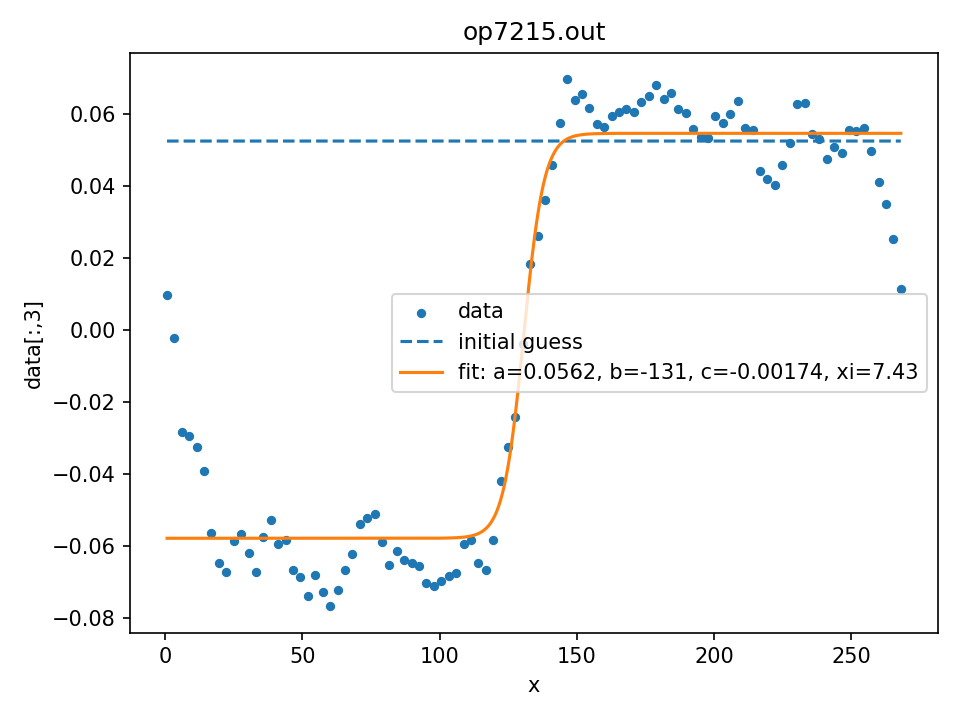 op7215.out
0.06
0.04
0.02
0.00
−0.02
−0.04
−0.06
−0.08
data[:,3]
data
initial guess
fit: a=0.0562, b=-131, c=-0.00174, xi=7.43
0 50 100 150 200 250
x